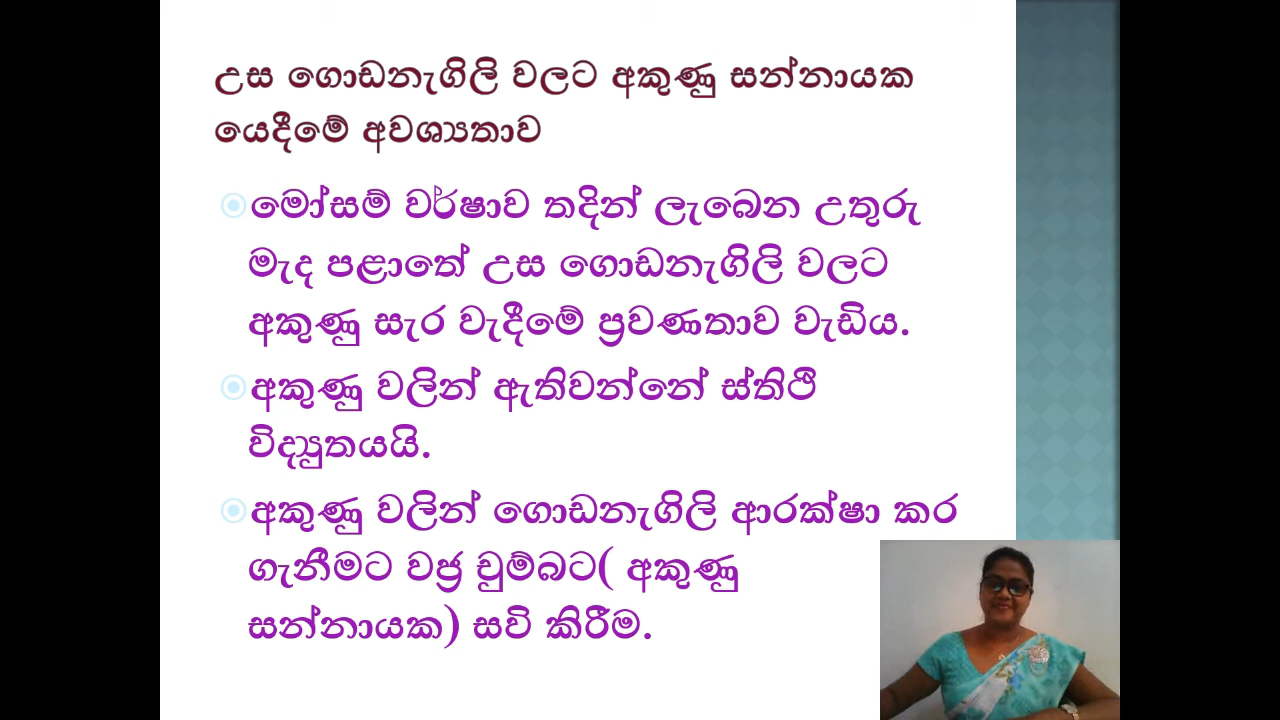 උස ගොඩනැගිලි වලට අකුණු සන්නායක
යෙදීමේ අවශ්‍යතාව
මෝසම් වර්ෂාව තදින් ලැබෙන උතුරු
මැද පළාතේ උස ගොඩනැගිලි වලට
අකුණු සැර වැදීමේ ප්‍රවණතාව වැඩිය.
අකුණු වලින් ඇතිවන්නේ ස්තිථි
විද්‍යුතයයි.
අකුණු වලින් ගොඩනැගිලි ආරක්ෂා කර
ගැනීමට වජ්‍ර චුම්බට( අකුණු
සන්නායක) සවි කිරීම.